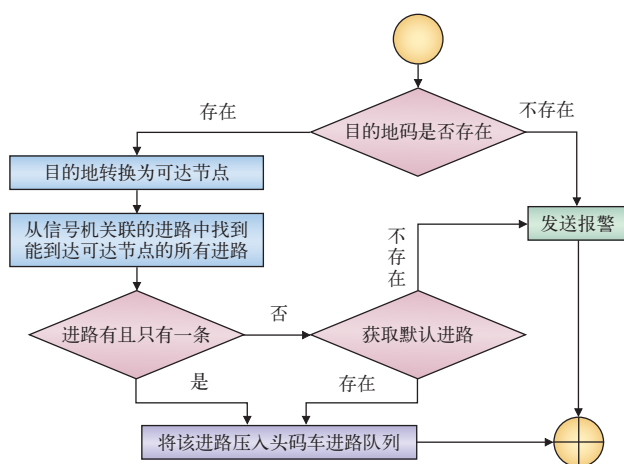 存在
不存在
目的地码是否存在
目的地转换为可达节点
从信号机关联的进路中找到
能到达可达节点的所有进路
发送报警
不存在
进路有且只有一条
否
获取默认进路
是
存在
将该进路压入头码车进路队列